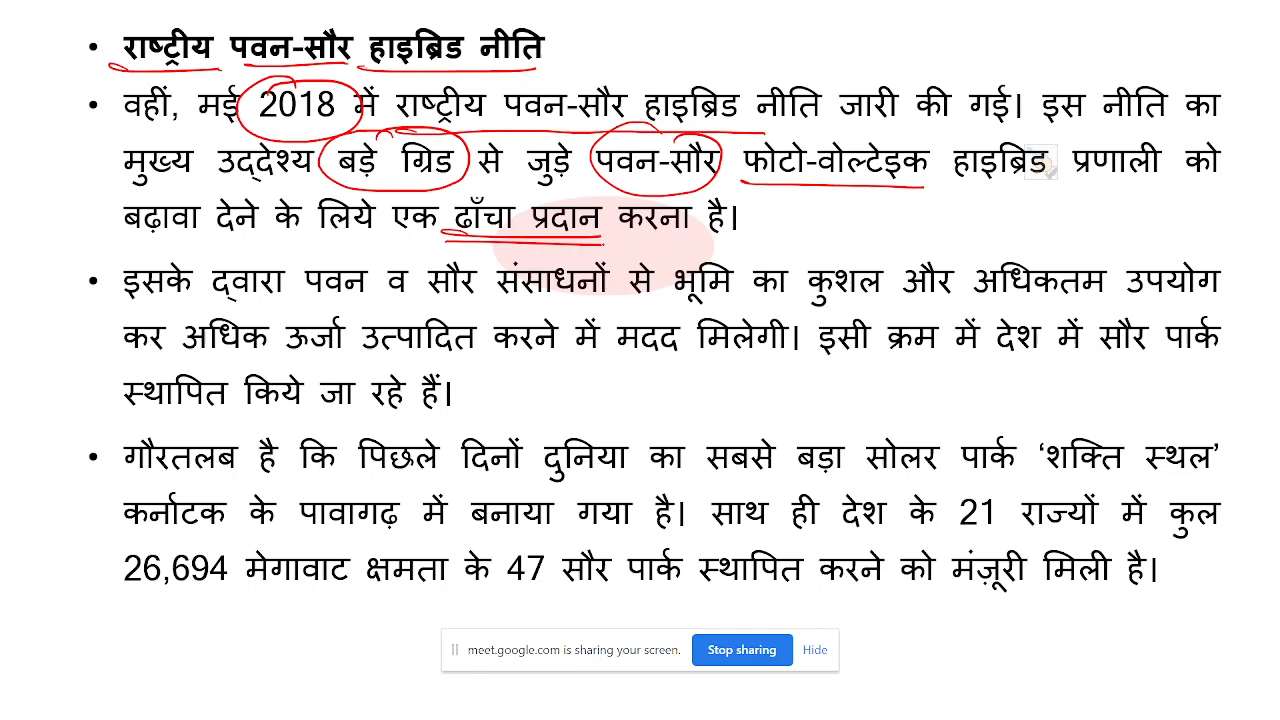 • राष्ट्रीय पवन-सौर हाइब्रिड नीति
• वहीं, मई 2018 में राष्ट्रीय पवन-सौर हाइब्रिड नीति जारी की गई। इस नीति का
मुख्य उद्देश्य बड़े ग्रिड से जुड़े पवन-सौर फोटो-वोल्टेइक हाइब्रिड प्रणाली को
बढ़ावा देने के लिये एक ढाँचा प्रदान करना है।
• इसके द्वारा पवन व सौर संसाधनों से भूमि का कुशल और अधिकतम उपयोग
कर अधिक ऊर्जा उत्पादित करने में मदद मिलेगी। इसी क्रम में देश में सौर पार्क
स्थापित किये जा रहे हैं।
• गौरतलब है कि पिछले दिनों दुनिया का सबसे बड़ा सोलर पार्क ‘शक्ति स्थल’
कर्नाटक के पावागढ़ में बनाया गया है। साथ ही देश के 21 राज्यों में कुल
26,694 मेगावाट क्षमता के 47 सौर पार्क स्थापित करने को मंज़ूरी मिली है।
meet.google.com is sharing your screen. Stop sharing Hide